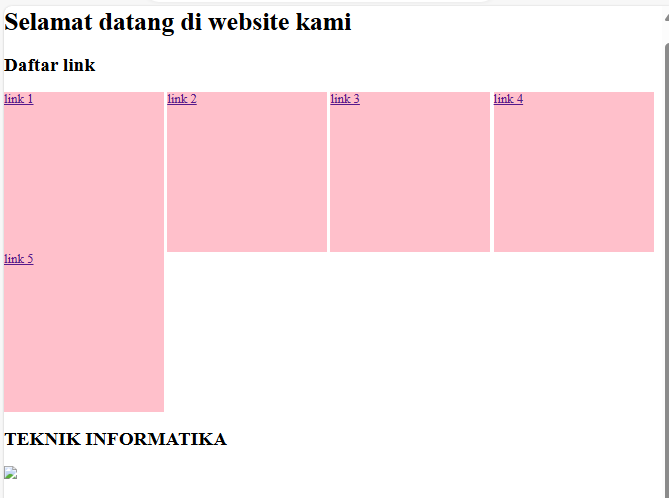 Selamat datang di website kami
Daftar link
link 1 link 2 link 3 link 4
link 5
TEKNIK INFORMATIKA